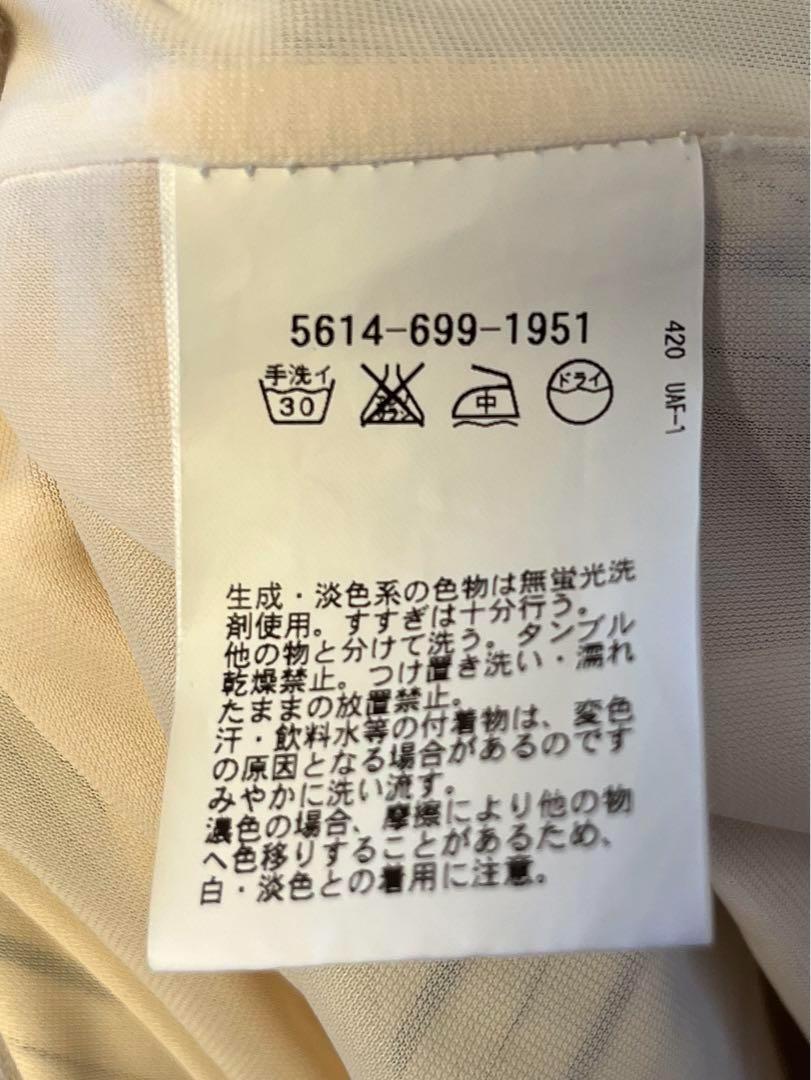 5614-699-1951
420 UAF-1
手洗イ
30
中
ドライ
生成・淡色系の色物は無蛍光洗
剤使用。すすぎは十分行う。
他の物と分けて洗う。タンブル
乾燥禁止。つけ置き洗い・濡れ
たままの放置禁止。
汗・飲料水等の付着物は、変色
の原因となる場合があるのです
みやかに洗い流す。
濃色の場合、摩擦により他の物
へ色移りすることがあるため、
白・淡色との着用に注意。